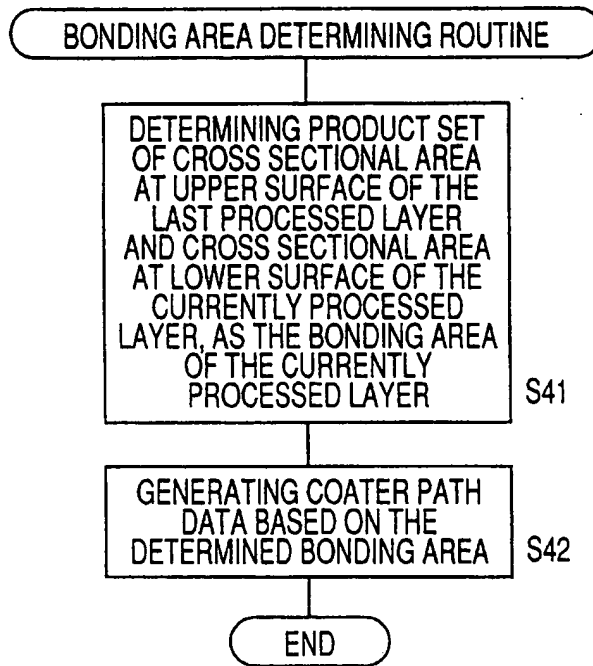 BONDING AREA DETERMINING ROUTINE
DETERMINING PRODUCT SET
OF CROSS SECTIONAL AREA
AT UPPER SURFACE OF THE
LAST PROCESSED LAYER
AND CROSS SECTIONAL AREA
AT LOWER SURFACE OF THE
CURRENTLY PROCESSED
LAYER, AS THE BONDING AREA
OF THE CURRENTLY
PROCESSED LAYER
S41
GENERATING COATER PATH
DATA BASED ON THE
DETERMINED BONDING AREA
S42
END